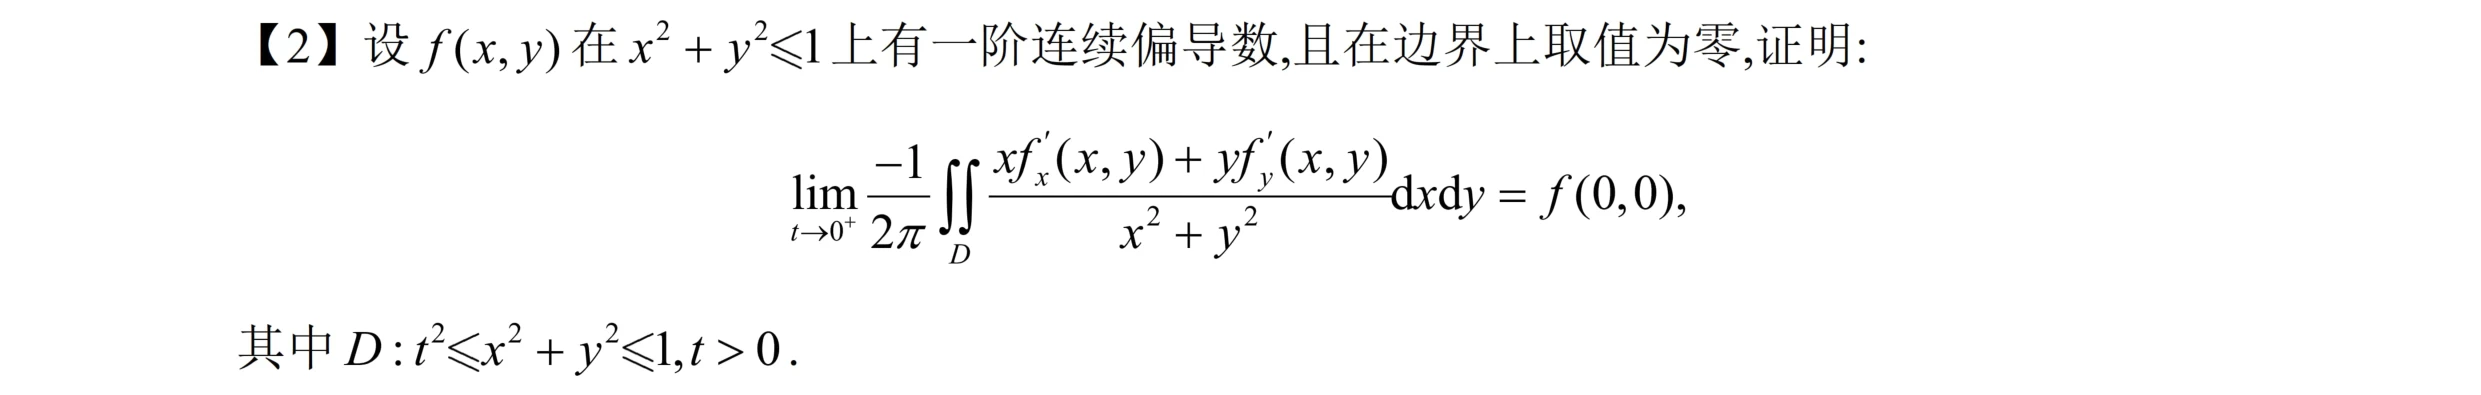 【2】设 $f(x,y)$ 在 $x^2+y^2\leqslant 1$ 上有一阶连续偏导数,且在边界上取值为零,证明:
$$\lim_{t\to 0^+}\frac{-1}{2\pi}\iint\limits_D\frac{xf_x'(x,y)+yf_y'(x,y)}{x^2+y^2}\mathrm{d}x\mathrm{d}y=f(0,0),$$
其中 $D:t^2\leqslant x^2+y^2\leqslant 1,t>0.$